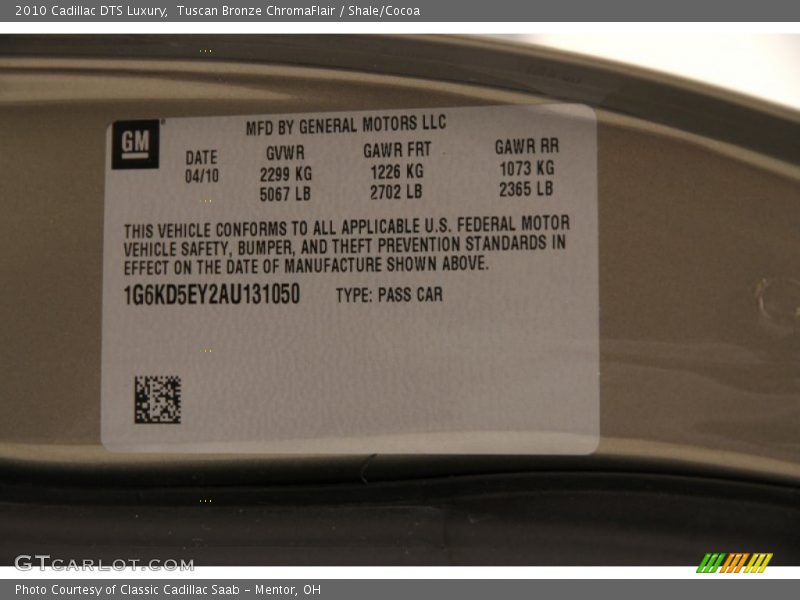 2010 Cadillac DTS Luxury, Tuscan Bronze ChromaFlair / Shale/Cocoa
GM
MFD BY GENERAL MOTORS LLC
DATE GVWR GAWR FRT GAWR RR
04/10 2299 KG 1226 KG 1073 KG
5067 LB 2702 LB 2365 LB
THIS VEHICLE CONFORMS TO ALL APPLICABLE U.S. FEDERAL MOTOR
VEHICLE SAFETY, BUMPER, AND THEFT PREVENTION STANDARDS IN
EFFECT ON THE DATE OF MANUFACTURE SHOWN ABOVE.
1G6KD5EY2AU131050 TYPE: PASS CAR
GTCARLOT.COM
Photo Courtesy of Classic Cadillac Saab - Mentor, OH